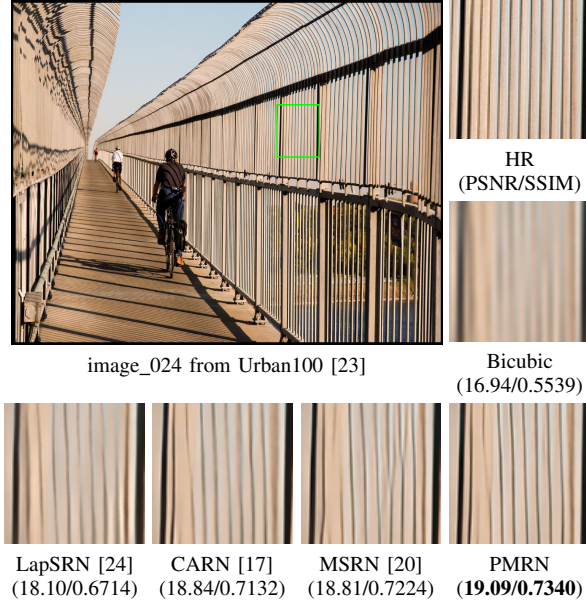 HR
(PSNR/SSIM)
image_024 from Urban100 [23]
Bicubic
(16.94/0.5539)
LapSRN [24]
(18.10/0.6714)
CARN [17]
(18.84/0.7132)
MSRN [20]
(18.81/0.7224)
PMRN
(19.09/0.7340)